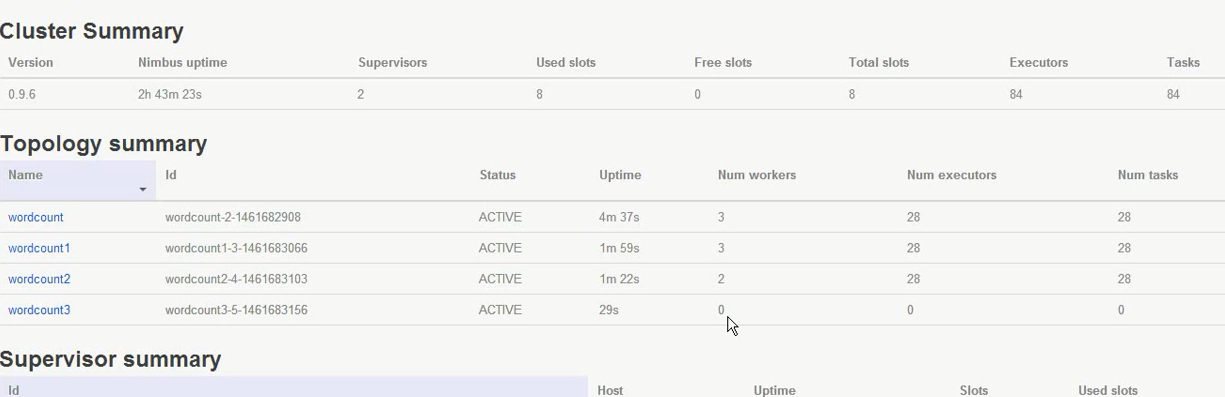 Cluster Summary
Version Nimbus uptime Supervisors Used slots Free slots Total slots Executors Tasks
0.9.6 2h 43m 23s 2 8 0 8 84 84
Topology summary
Name Id Status Uptime Num workers Num executors Num tasks
wordcount wordcount-2-1461682908 ACTIVE 4m 37s 3 28 28
wordcount1 wordcount1-3-1461683066 ACTIVE 1m 59s 3 28 28
wordcount2 wordcount2-4-1461683103 ACTIVE 1m 22s 2 28 28
wordcount3 wordcount3-5-1461683156 ACTIVE 29s 0 0 0
Supervisor summary
Id Host Uptime Slots Used slots